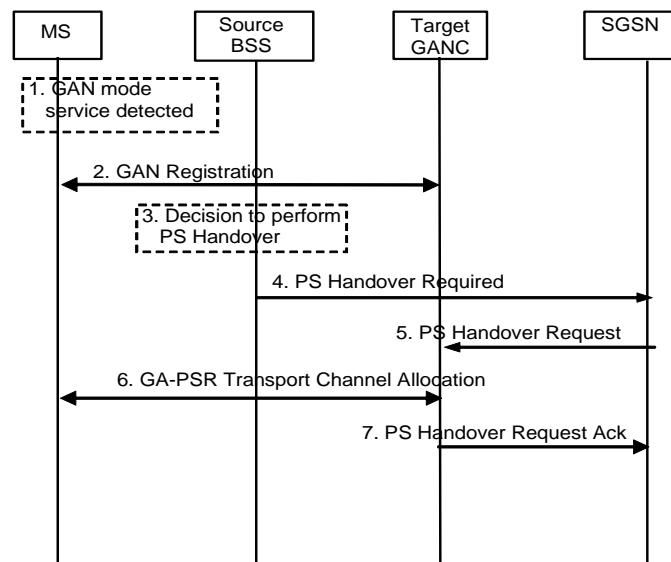 MS
Source
BSS
Target
GANC
SGSN
1. GAN mode
service detected
2. GAN Registration
3. Decision to perform
PS Handover
4. PS Handover Required
5. PS Handover Request
6. GA-PSR Transport Channel Allocation
7. PS Handover Request Ack